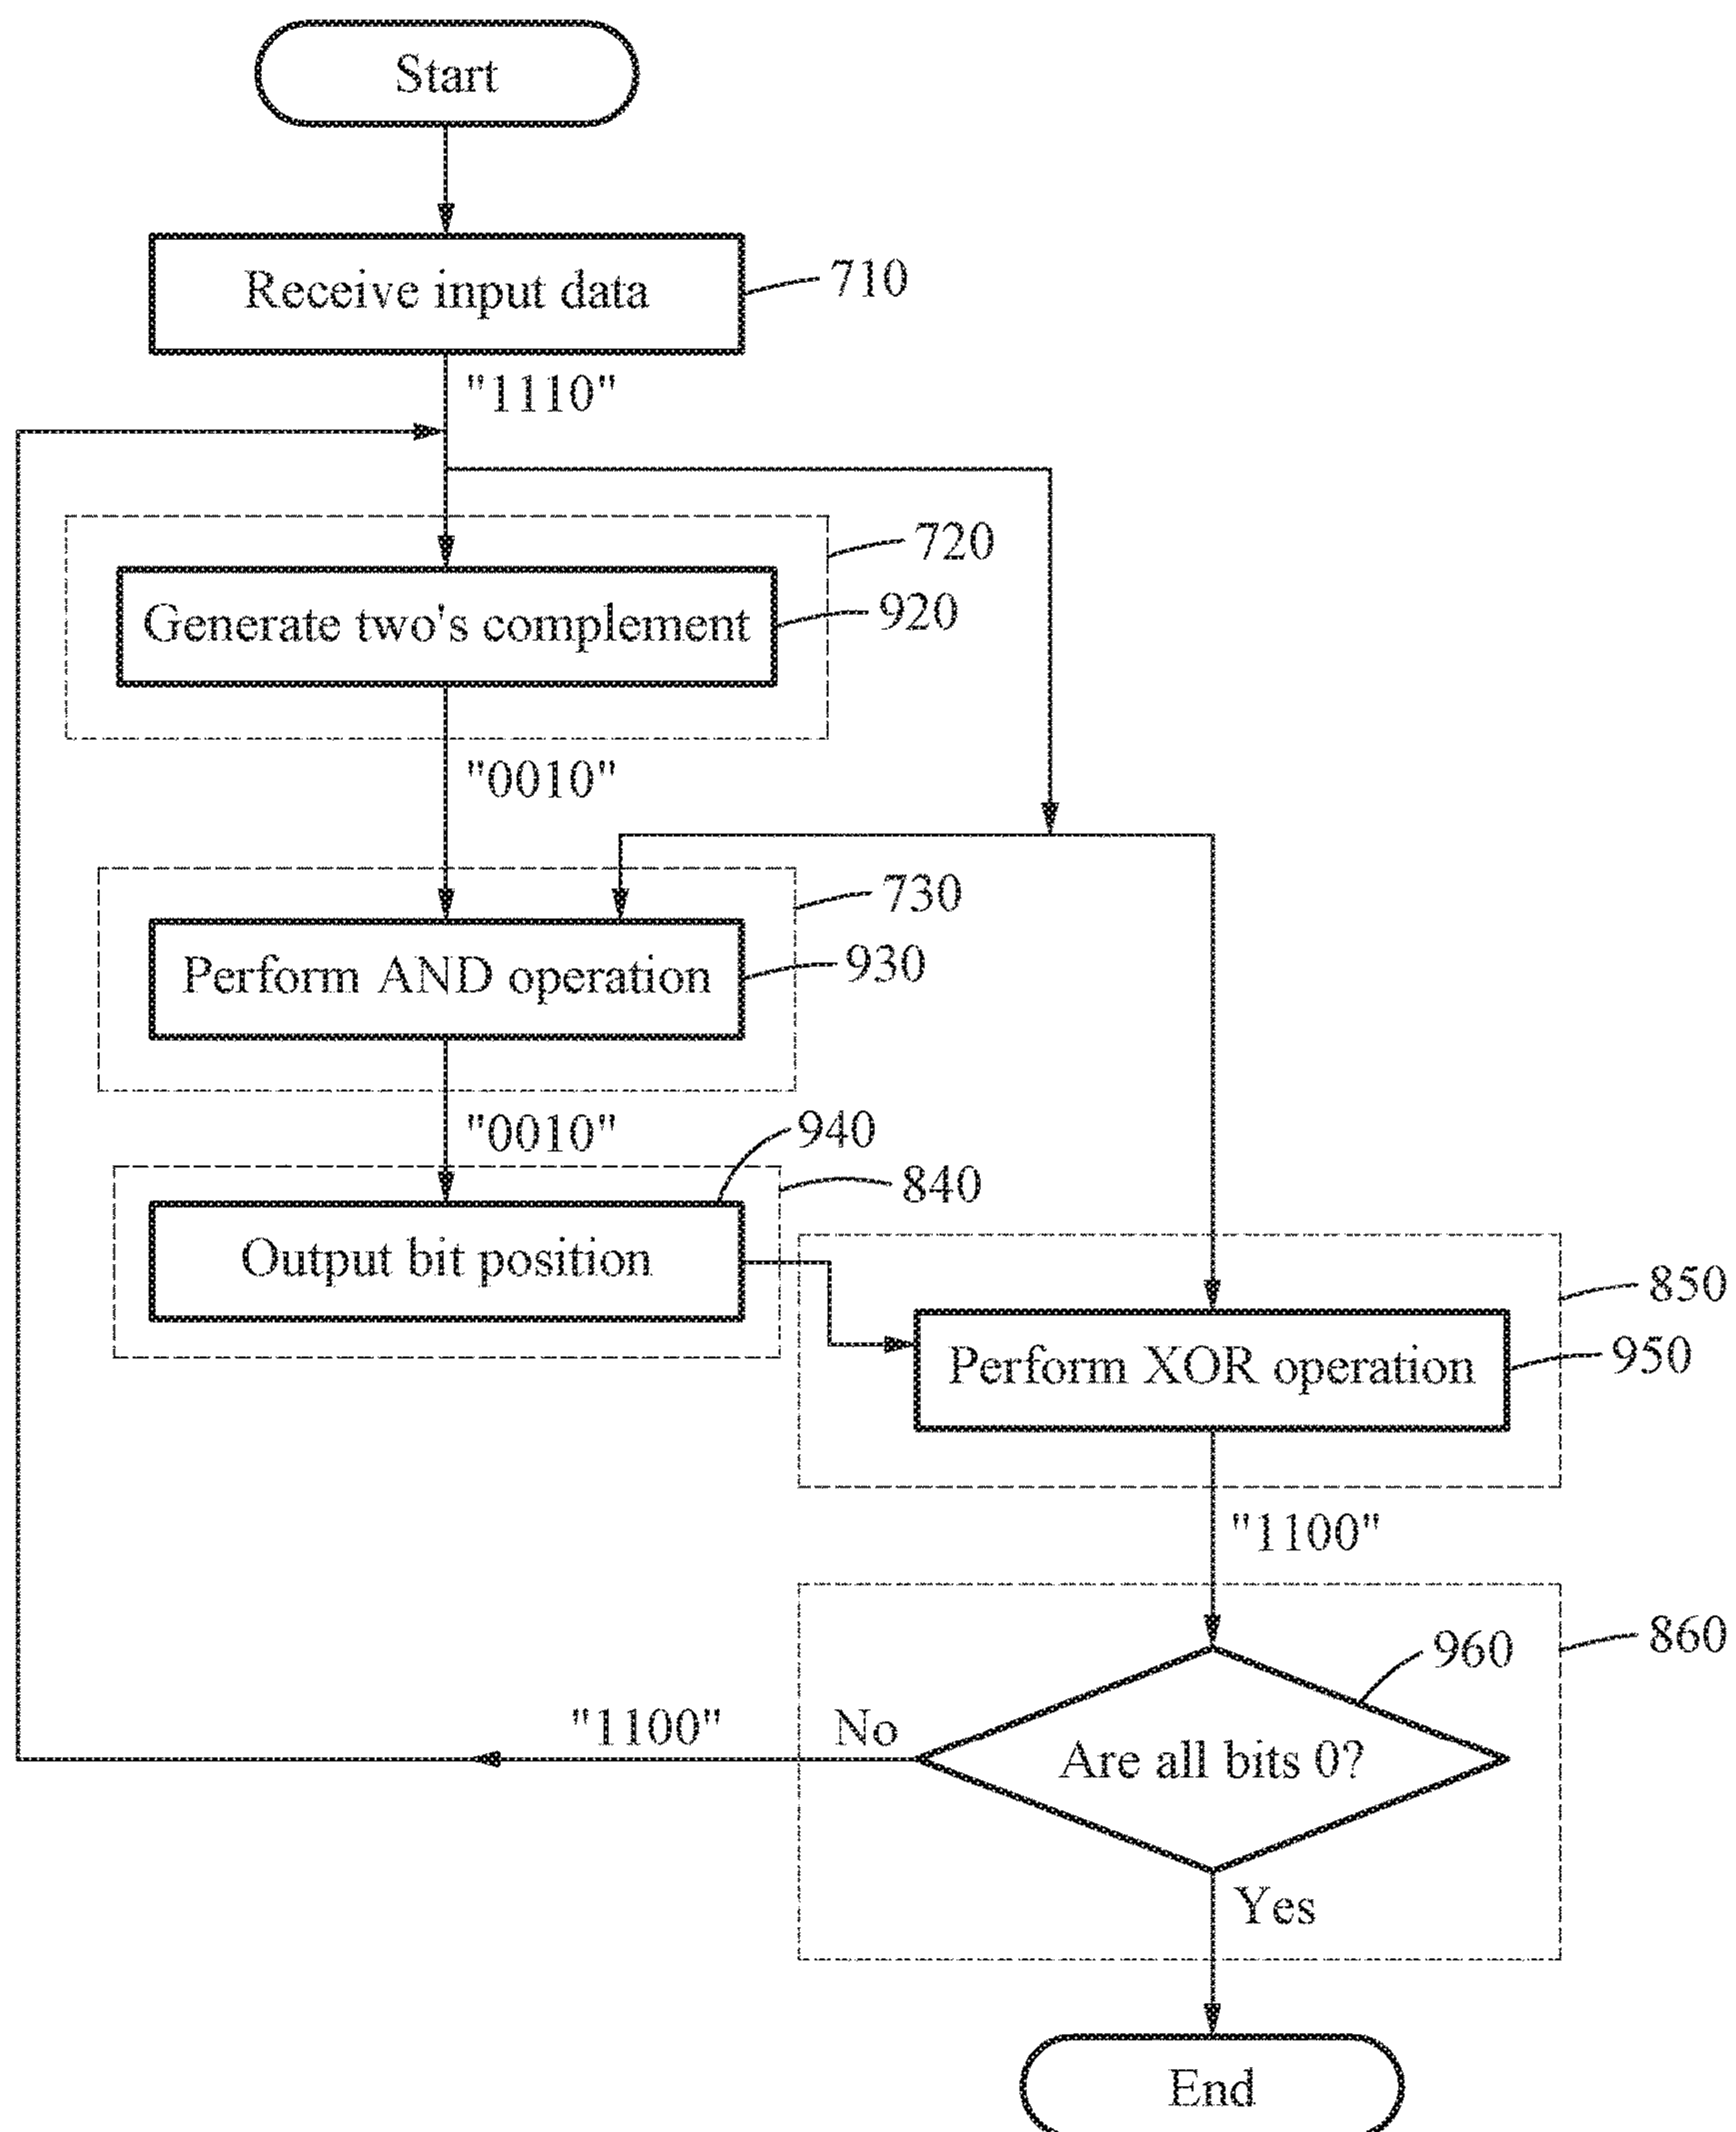 Start
Receive input data
710
"1110"
720
Generate two's complement
920
"0010"
730
Perform AND operation
930
"0010"
940
840
Output bit position
850
Perform XOR operation
950
"1100"
860
960
"1100"
No
Are all bits 0?
Yes
End